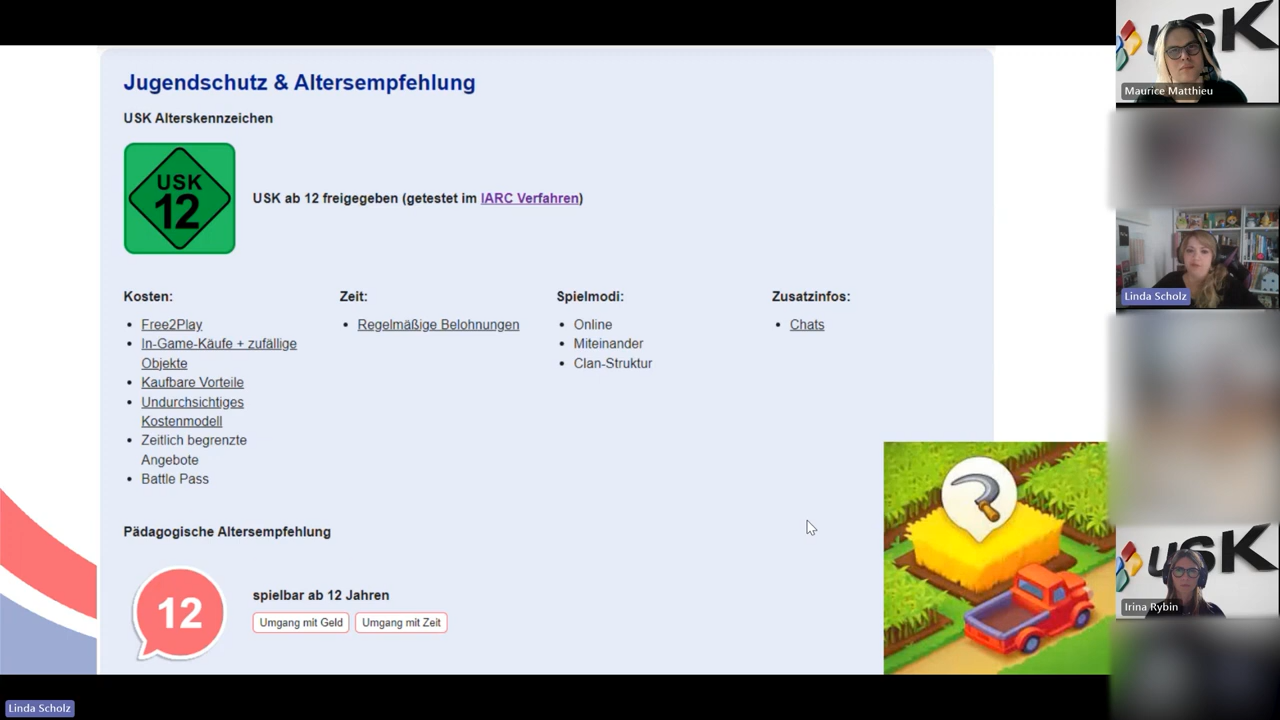 Jugendschutz & Altersempfehlung
USK Alterskennzeichen
USK
12
USK ab 12 freigegeben (getestet im IARC Verfahren)
Kosten:
Free2Play
In-Game-Käufe + zufällige
Objekte
Kaufbare Vorteile
Undurchsichtiges
Kostenmodell
Zeitlich begrenzte
Angebote
Battle Pass
Zeit:
Regelmäßige Belohnungen
Spielmodi:
Online
Miteinander
Clan-Struktur
Zusatzinfos:
Chats
Pädagogische Altersempfehlung
12
spielbar ab 12 Jahren
Umgang mit Geld
Umgang mit Zeit
USK
Maurice Matthieu
Linda Scholz
USK
Irina Rybin
Linda Scholz